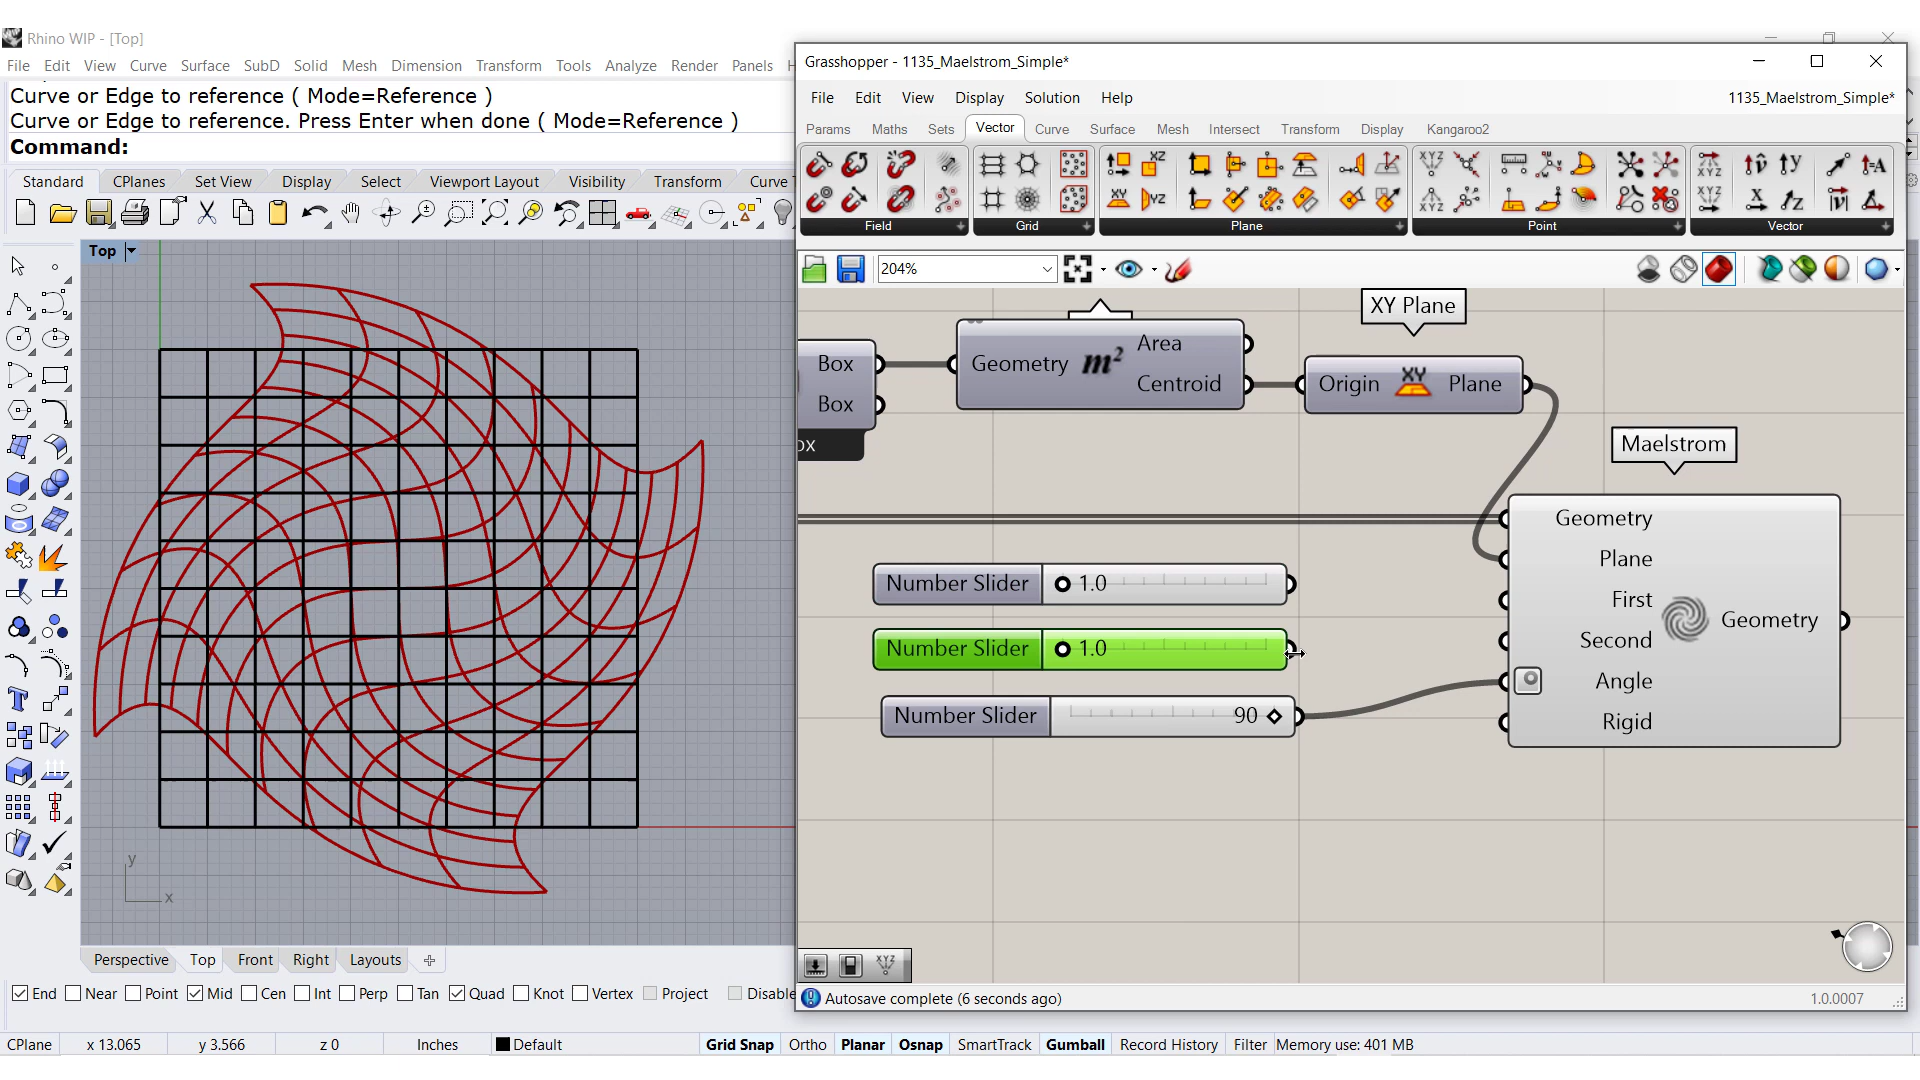 Rhino WIP - [Top]
File Edit View Curve Surface SubD Solid Mesh Dimension Transform Tools Analyze Render Panels H
Curve or Edge to reference ( Mode=Reference )
Curve or Edge to reference. Press Enter when done ( Mode=Reference )
Command:
Standard CPlanes Set View Display Select Viewport Layout Visibility Transform Curve T
Top
y
x
Perspective Top Front Right Layouts
End Near Point Mid Cen Int Perp Tan Quad Knot Vertex Project Disable
CPlane x 13.065 y 3.566 z 0 Inches Default Grid Snap Ortho Planar Osnap SmartTrack Gumball Record History Filter Memory use: 401 MB
Grasshopper - 1135_Maelstrom_Simple*
File Edit View Display Solution Help 1135_Maelstrom_Simple*
Params Maths Sets Vector Curve Surface Mesh Intersect Transform Display Kangaroo2
Field Grid Plane Point Vector
204%
XY Plane
Box
Box
ox
Geometry m² Area
Centroid
Origin XY Plane
Maelstrom
Geometry
Plane
First
Second
Angle
Rigid
Geometry
Number Slider 1.0
Number Slider 1.0
Number Slider 90
Autosave complete (6 seconds ago) 1.0.0007